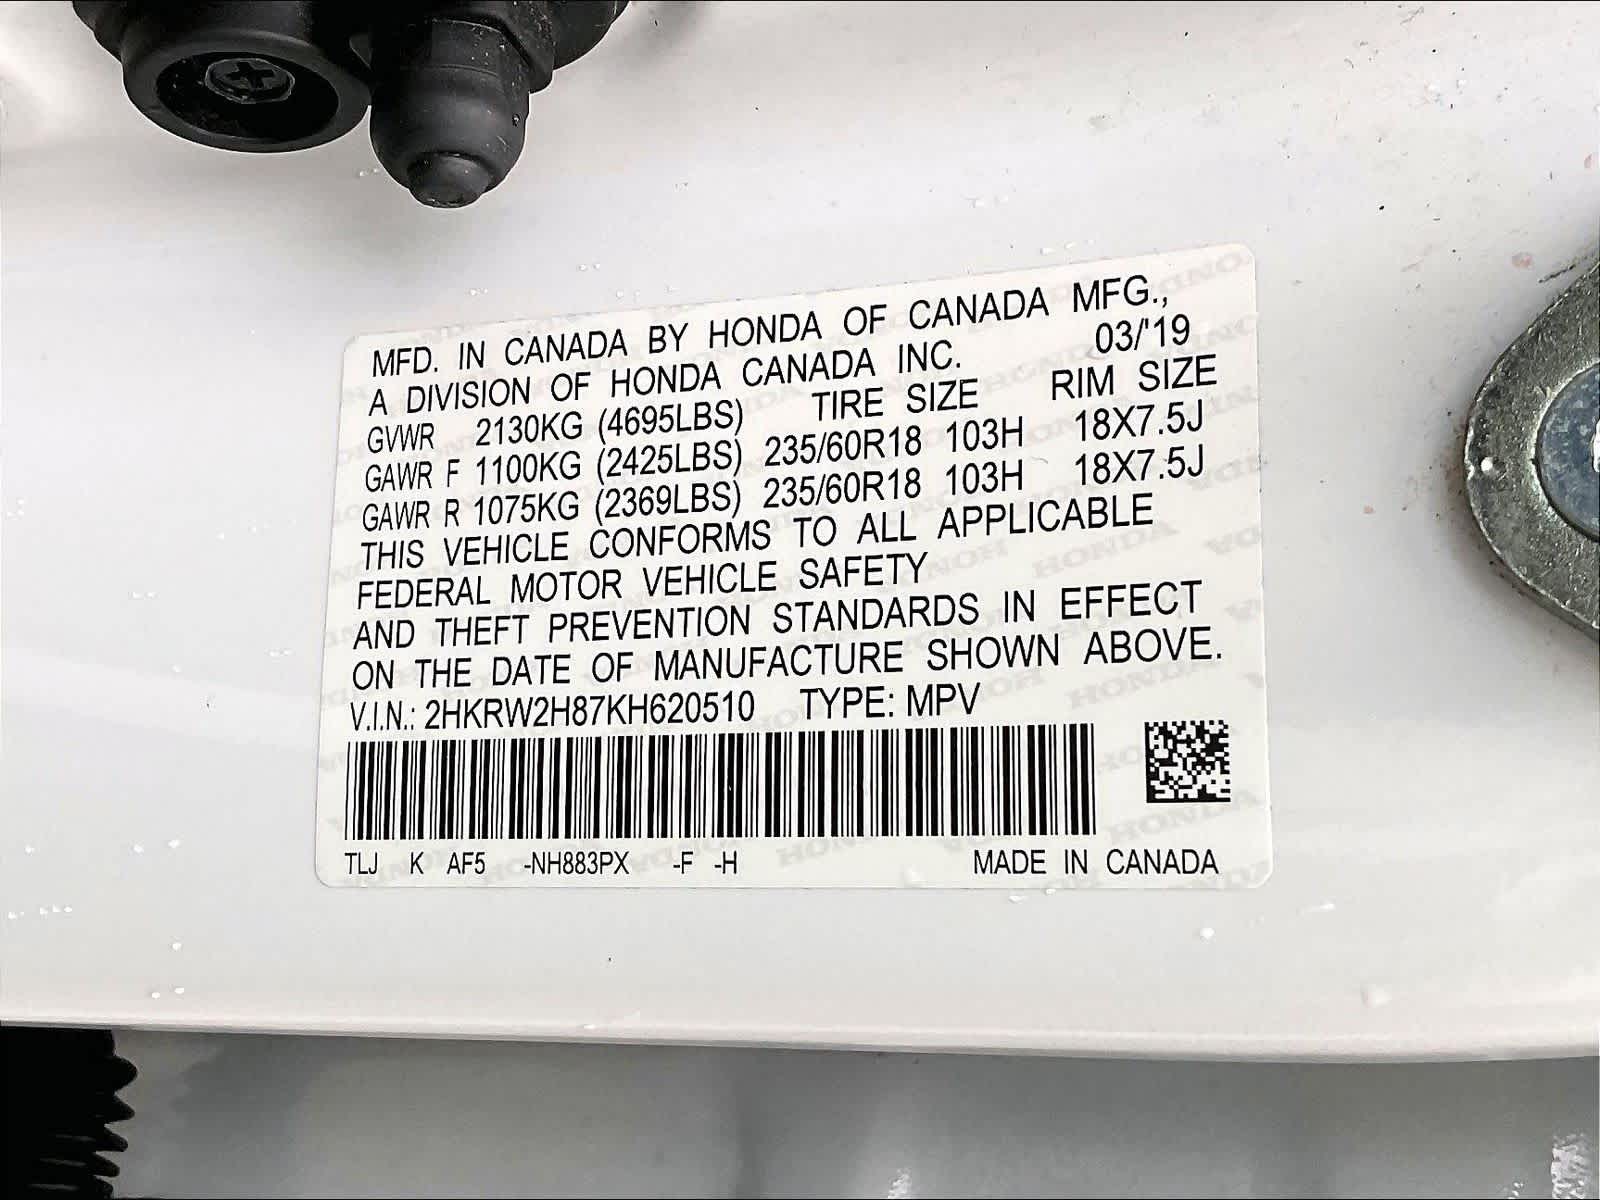 MFD. IN CANADA BY HONDA OF CANADA MFG.,
A DIVISION OF HONDA CANADA INC. 03/'19
GVWR 2130KG (4695LBS) TIRE SIZE RIM SIZE
GAWR F 1100KG (2425LBS) 235/60R18 103H 18X7.5J
GAWR R 1075KG (2369LBS) 235/60R18 103H 18X7.5J
THIS VEHICLE CONFORMS TO ALL APPLICABLE
FEDERAL MOTOR VEHICLE SAFETY
AND THEFT PREVENTION STANDARDS IN EFFECT
ON THE DATE OF MANUFACTURE SHOWN ABOVE.
V.I.N.: 2HKRW2H87KH620510 TYPE: MPV
TLJ K AF5 -NH883PX -F -H MADE IN CANADA